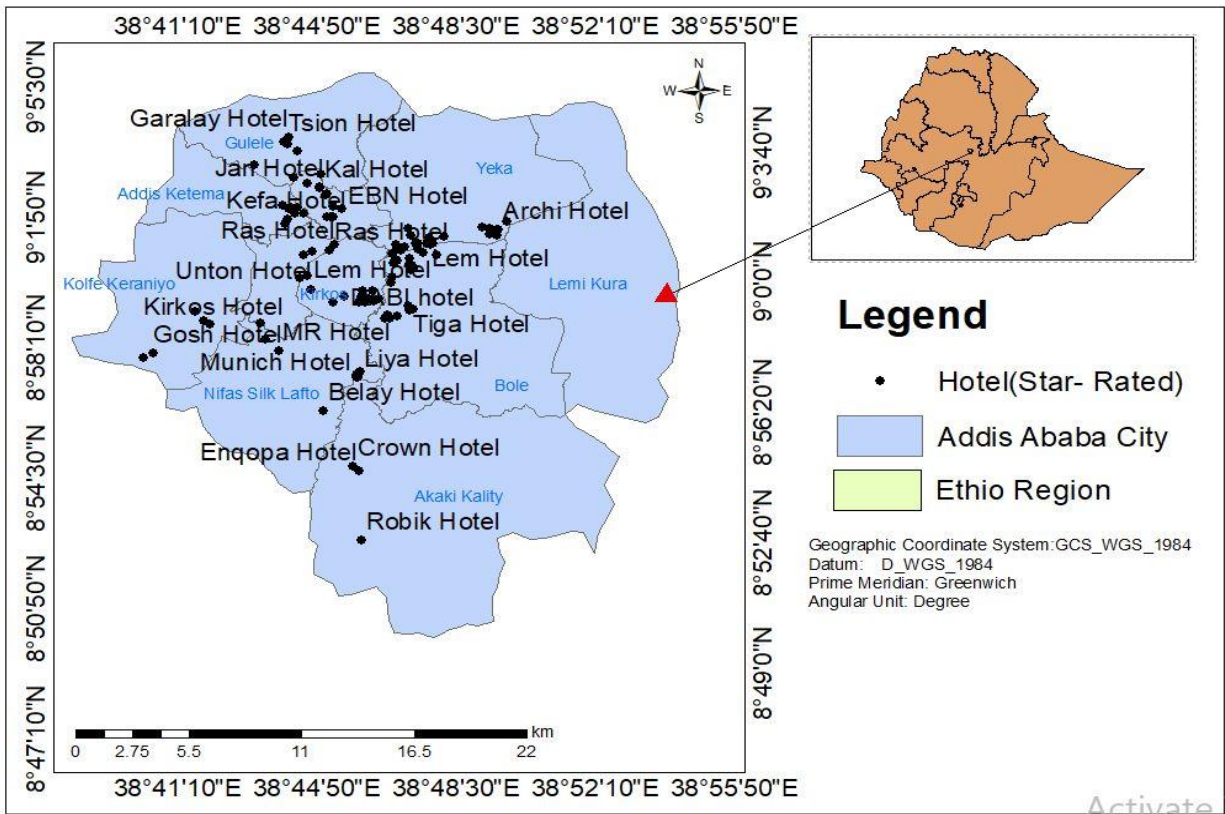 38°41'10"E 38°44'50"E 38°48'30"E 38°52'10"E 38°55'50"E
9°5'30"N
9°1'50"N
8°58'10"N
8°54'30"N
8°50'50"N
8°47'10"N
N
W E
S
Garalay Hotel
Tsion Hotel
Gulele
Jan Hotel
Kal Hotel
Yeka
Addis Ketema
Kefa Hotel
EBN Hotel
Archi Hotel
Ras Hotel
Ras Hotel
Lem Hotel
Unton Hotel
Lem Hotel
Kolfe Keraniyo
Lemi Kura
Kirkos
Kirkos Hotel
hotel
Tiga Hotel
Gosh Hotel
MR Hotel
Munich Hotel
Liya Hotel
Nifas Silk Lafto
Belay Hotel
Bole
Enqopa Hotel
Crown Hotel
Akaki Kality
Robik Hotel
km
0 2.75 5.5 11 16.5 22
38°41'10"E 38°44'50"E 38°48'30"E 38°52'10"E 38°55'50"E
9°3'40"N
9°0'0"N
8°59'20"N
8°52'40"N
8°49'0"N
Legend
Hotel(Star- Rated)
Addis Ababa City
Ethio Region
Geographic Coordinate System:GCS_WGS_1984
Datum: D_WGS_1984
Prime Meridian: Greenwich
Angular Unit: Degree
Activate